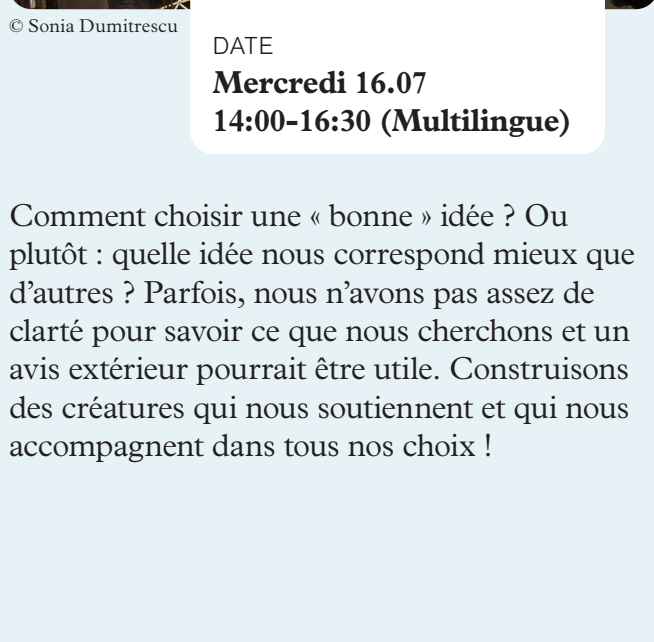 © Sonia Dumitrescu
DATE
Mercredi 16.07
14:00-16:30 (Multilingue)
Comment choisir une « bonne » idée ? Ou
plutôt : quelle idée nous correspond mieux que
d’autres ? Parfois, nous n’avons pas assez de
clarté pour savoir ce que nous cherchons et un
avis extérieur pourrait être utile. Construisons
des créatures qui nous soutiennent et qui nous
accompagnent dans tous nos choix !